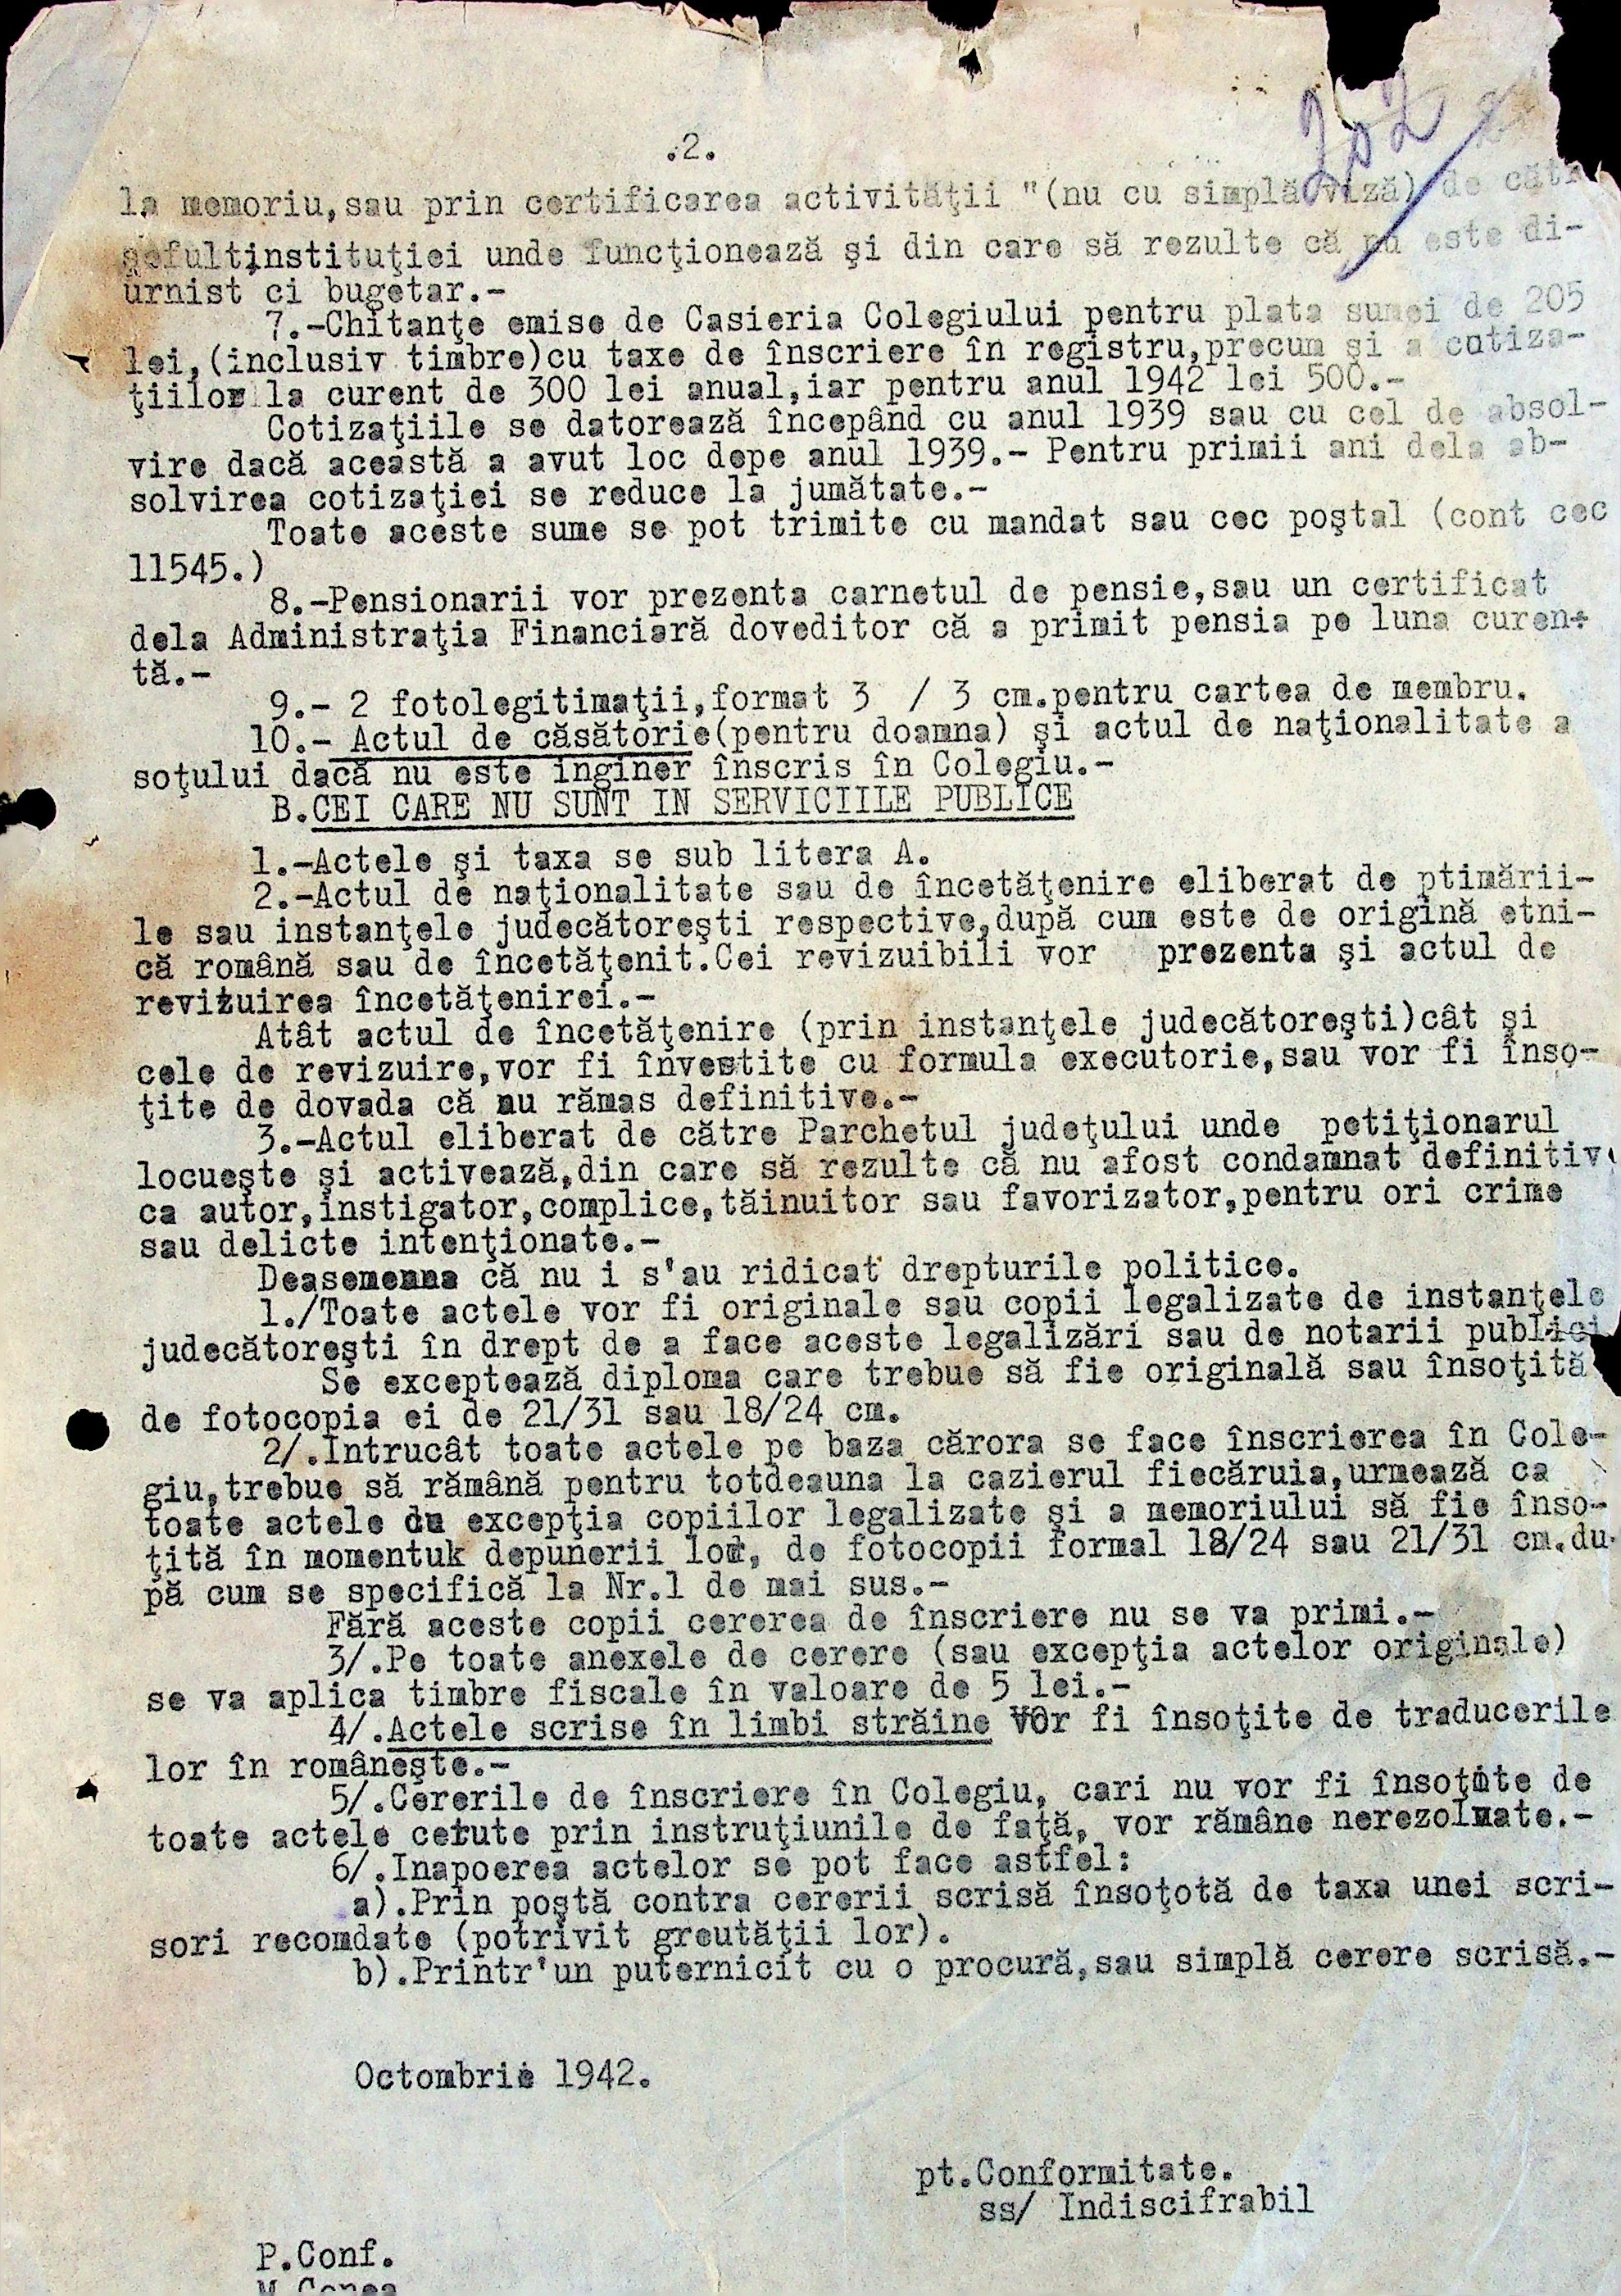 .2.
202
la memoriu,sau prin certificarea activităţii "(nu cu simplă viză) de cătr
şefultinstituţiei unde funcţionează şi din care să rezulte că nu este di-
urnist ci bugetar.-
7.-Chitanţe emise de Casieria Colegiului pentru plata sumei de 205
lei,(inclusiv timbre)cu taxe de înscriere în registru,precum şi a cotiza-
ţiilor la curent de 300 lei anual,iar pentru anul 1942 lei 500.-
Cotizaţiile se datorează începând cu anul 1939 sau cu cel de absol-
vire dacă această a avut loc depe anul 1939.- Pentru primii ani dela ab-
solvirea cotizaţiei se reduce la jumătate.-
Toate aceste sume se pot trimite cu mandat sau cec poştal (cont cec
11545.)
8.-Pensionarii vor prezenta carnetul de pensie,sau un certificat
dela Administraţia Financiară doveditor că a primit pensia pe luna curen-
tă.-
9.- 2 fotolegitimaţii,format 3 / 3 cm.pentru cartea de membru.
10.- Actul de căsătorie(pentru doamna) şi actul de naţionalitate a
soţului dacă nu este inginer înscris în Colegiu.-
B.CEI CARE NU SUNT IN SERVICIILE PUBLICE
1.-Actele şi taxa se sub litera A.
2.-Actul de naţionalitate sau de încetăţenire eliberat de ptimării-
le sau instanţele judecătoreşti respective,după cum este de origină etni-
că română sau de încetăţenit.Cei revizuibili vor prezenta şi actul de
revizuirea încetăţenirei.-
Atât actul de încetăţenire (prin instanţele judecătoreşti)cât şi
cele de revizuire,vor fi învestite cu formula executorie,sau vor fi înso-
ţite de dovada că au rămas definitive.-
3.-Actul eliberat de către Parchetul judeţului unde petiţionarul
locueşte şi activează,din care să rezulte că nu afost condamnat definitiv
ca autor,instigator,complice,tăinuitor sau favorizator,pentru ori crime
sau delicte intenţionate.-
Deasemenna că nu i s'au ridicat drepturile politice.
1./Toate actele vor fi originale sau copii legalizate de instanţele
judecătoreşti în drept de a face aceste legalizări sau de notarii publici
Se exceptează diploma care trebue să fie originală sau însoţită
de fotocopia ei de 21/31 sau 18/24 cm.
2/.Intrucât toate actele pe baza cărora se face înscrierea în Cole-
giu,trebue să rămână pentru totdeauna la cazierul fiecăruia,urmează ca
toate actele cu excepţia copiilor legalizate şi a memoriului să fie înso-
ţită în momentuk depunerii lor, de fotocopii formal 18/24 sau 21/31 cm.du-
pă cum se specifică la Nr.1 de mai sus.-
Fără aceste copii cererea de înscriere nu se va primi.-
3/.Pe toate anexele de cerere (sau excepţia actelor originale)
se va aplica timbre fiscale în valoare de 5 lei.-
4/.Actele scrise în limbi străine vor fi însoţite de traducerile
lor în româneşte.-
5/.Cererile de înscriere în Colegiu, cari nu vor fi însoţite de
toate actele cerute prin instruţiunile de faţă, vor rămâne nerezolvate.-
6/.Inapoerea actelor se pot face astfel:
a).Prin poştă contra cererii scrisă însoţotă de taxa unei scri-
sori recomdate (potrivit greutăţii lor).
b).Printr'un puternicit cu o procură,sau simplă cerere scrisă.-
Octombrie 1942.
pt.Conformitate.
ss/ Indiscifrabil
P.Conf.